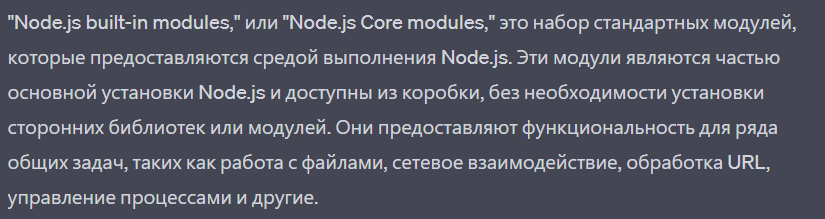 "Node.js built-in modules," или "Node.js Core modules," это набор стандартных модулей,
которые предоставляются средой выполнения Node.js. Эти модули являются частью
основной установки Node.js и доступны из коробки, без необходимости установки
сторонних библиотек или модулей. Они предоставляют функциональность для ряда
общих задач, таких как работа с файлами, сетевое взаимодействие, обработка URL,
управление процессами и другие.